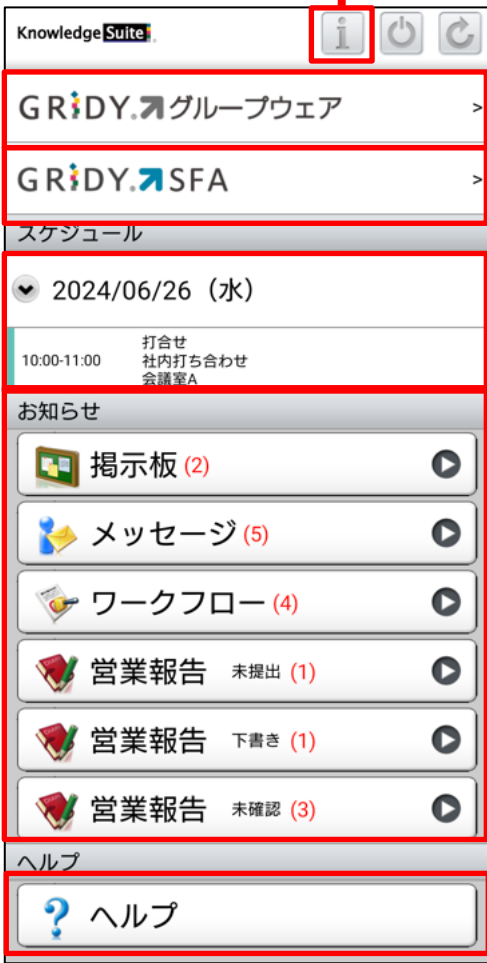 Knowledge Suite
GRiDY.グループウェア >
GRiDY.SFA >
スケジュール
2024/06/26（水）
打合せ
10:00-11:00 社内打ち合わせ
会議室A
お知らせ
掲示板 (2)
メッセージ (5)
ワークフロー (4)
営業報告 未提出 (1)
営業報告 下書き (1)
営業報告 未確認 (3)
ヘルプ
? ヘルプ